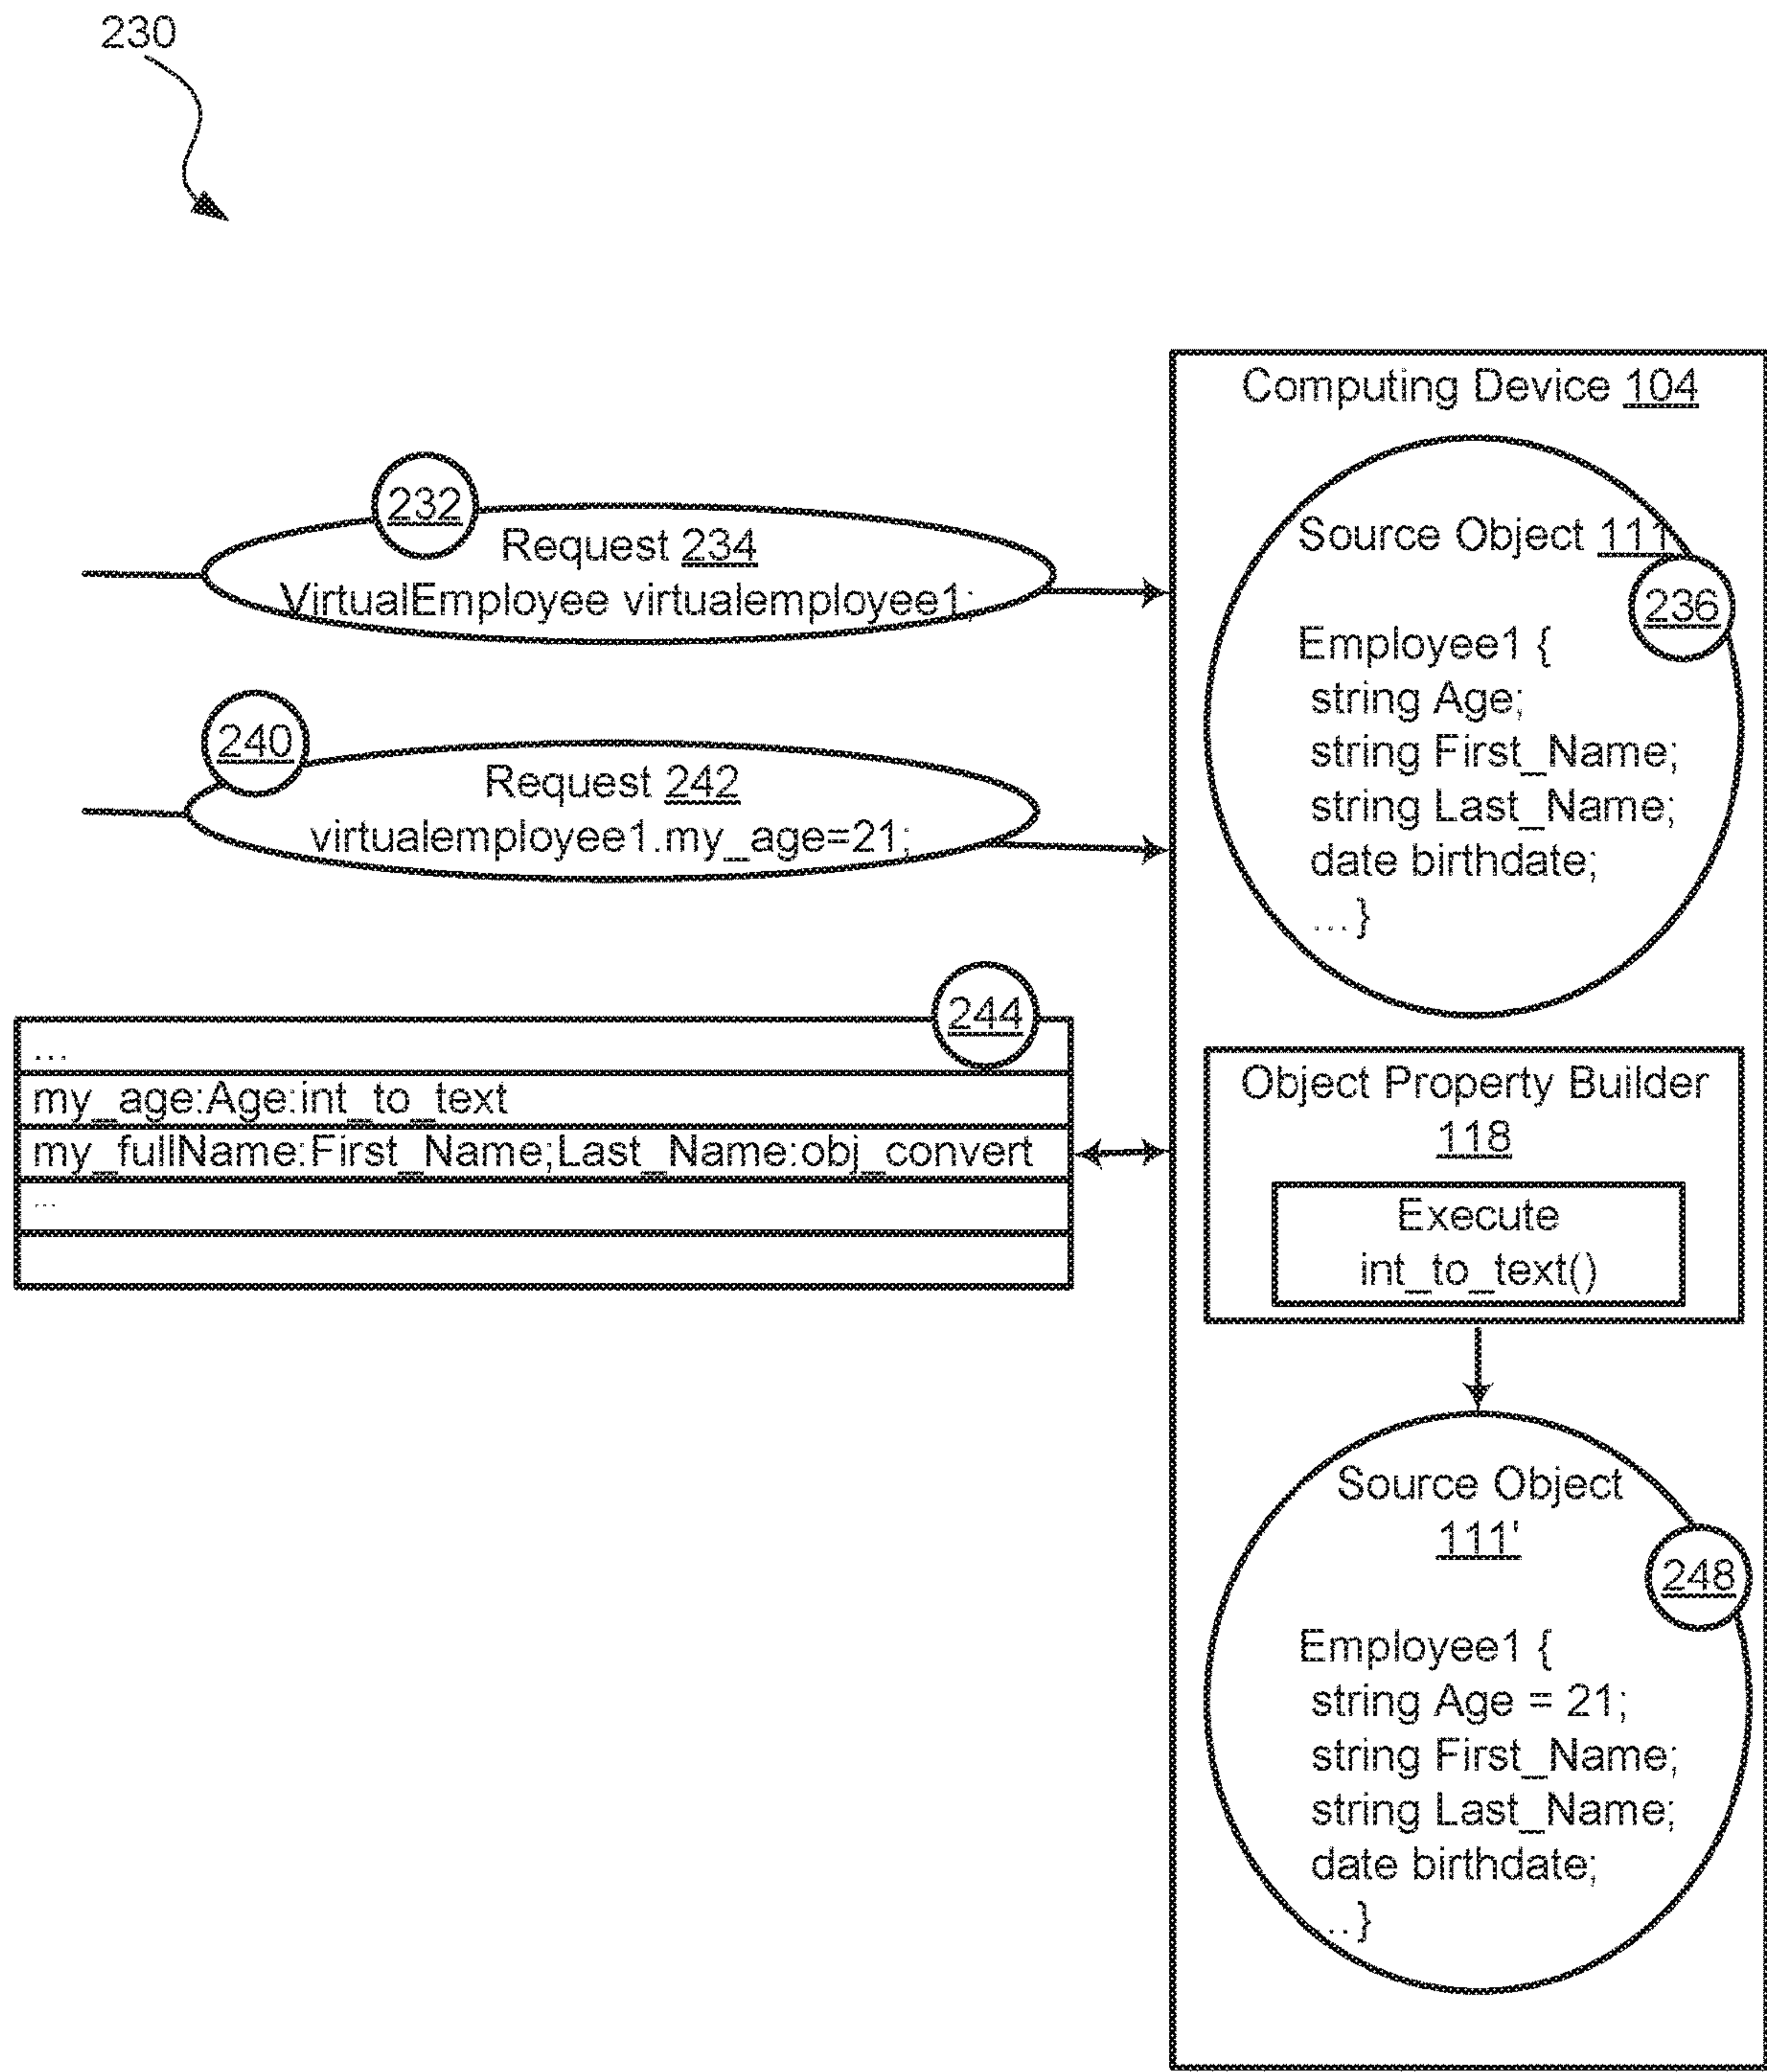 230
232
Request 234
VirtualEmployee virtualemployee1;
240
Request 242
virtualemployee1.my_age=21;
244
...
my_age:Age:int_to_text
my_fullName:First_Name;Last_Name:obj_convert
...
Computing Device 104
Source Object 111
236
Employee1 {
string Age;
string First_Name;
string Last_Name;
date birthdate;
...}
Object Property Builder
118
Execute
int_to_text()
Source Object
111'
248
Employee1 {
string Age = 21;
string First_Name;
string Last_Name;
date birthdate;
...}